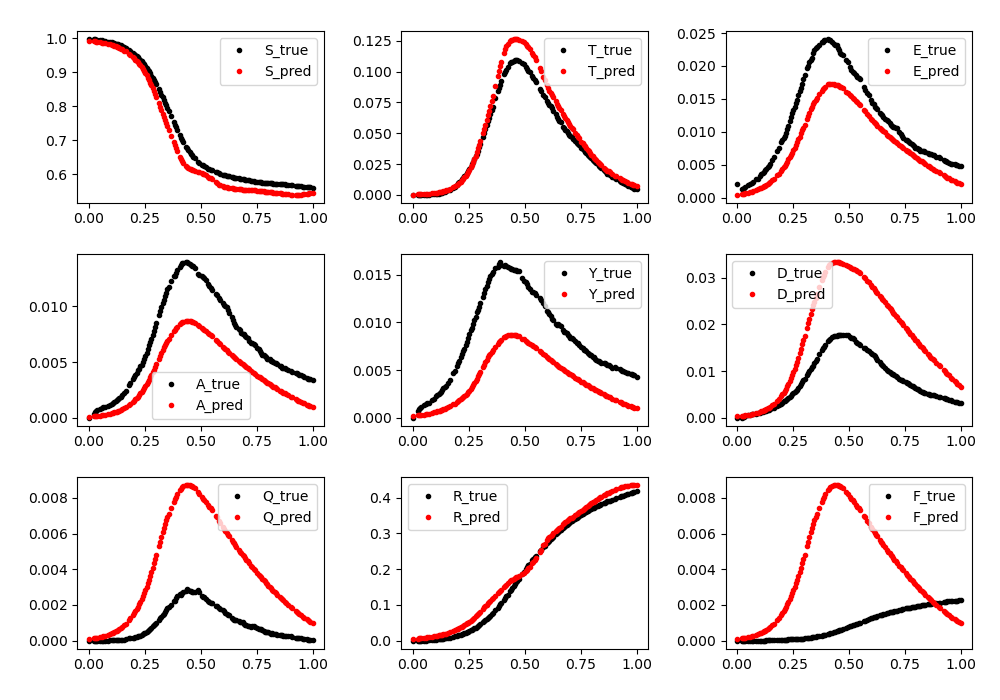 1.0
0.9
0.8
0.7
0.6
S_true
S_pred
0.00 0.25 0.50 0.75 1.00
0.125
0.100
0.075
0.050
0.025
0.000
T_true
T_pred
0.00 0.25 0.50 0.75 1.00
0.025
0.020
0.015
0.010
0.005
0.000
E_true
E_pred
0.00 0.25 0.50 0.75 1.00
0.010
0.005
0.000
A_true
A_pred
0.00 0.25 0.50 0.75 1.00
0.015
0.010
0.005
0.000
Y_true
Y_pred
0.00 0.25 0.50 0.75 1.00
0.03
0.02
0.01
0.00
D_true
D_pred
0.00 0.25 0.50 0.75 1.00
0.008
0.006
0.004
0.002
0.000
Q_true
Q_pred
0.00 0.25 0.50 0.75 1.00
0.4
0.3
0.2
0.1
0.0
R_true
R_pred
0.00 0.25 0.50 0.75 1.00
0.008
0.006
0.004
0.002
0.000
F_true
F_pred
0.00 0.25 0.50 0.75 1.00